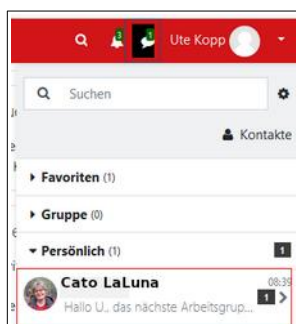 3 1 Ute Kopp
Suchen
Kontakte
Favoriten (1)
Gruppe (0)
Persönlich (1) 1
Cato LaLuna 08:39
Hallo U., das nächste Arbeitsgrup... 1